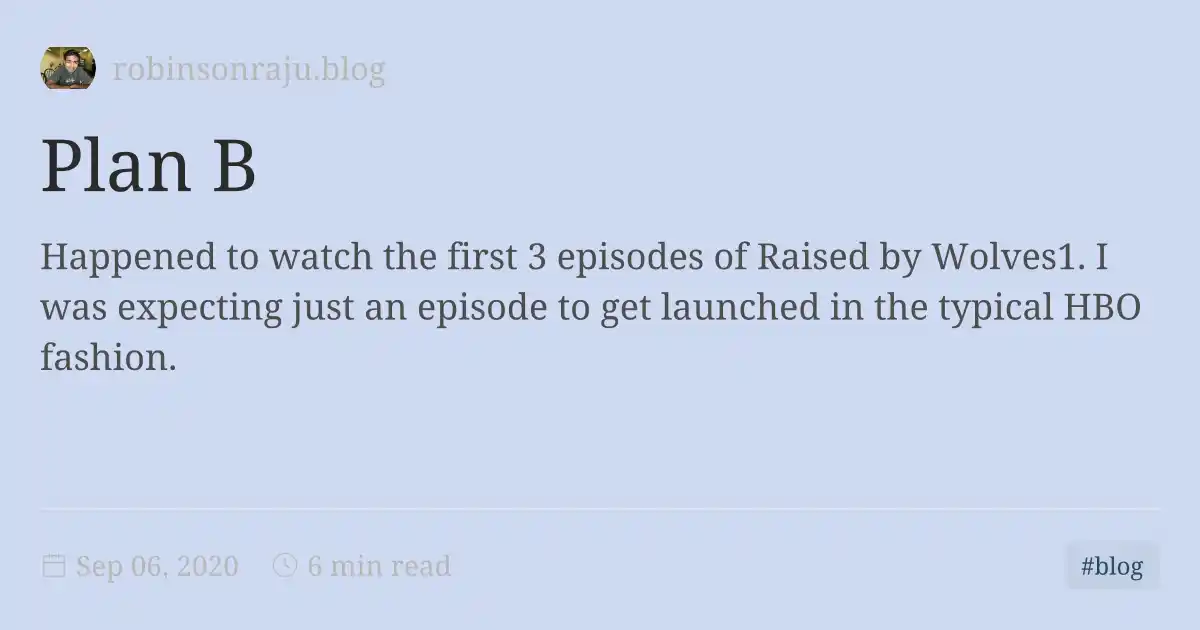 robinsonraju.blog
Plan B
Happened to watch the first 3 episodes of Raised by Wolves1. I
was expecting just an episode to get launched in the typical HBO
fashion.
Sep 06, 2020
6 min read
#blog